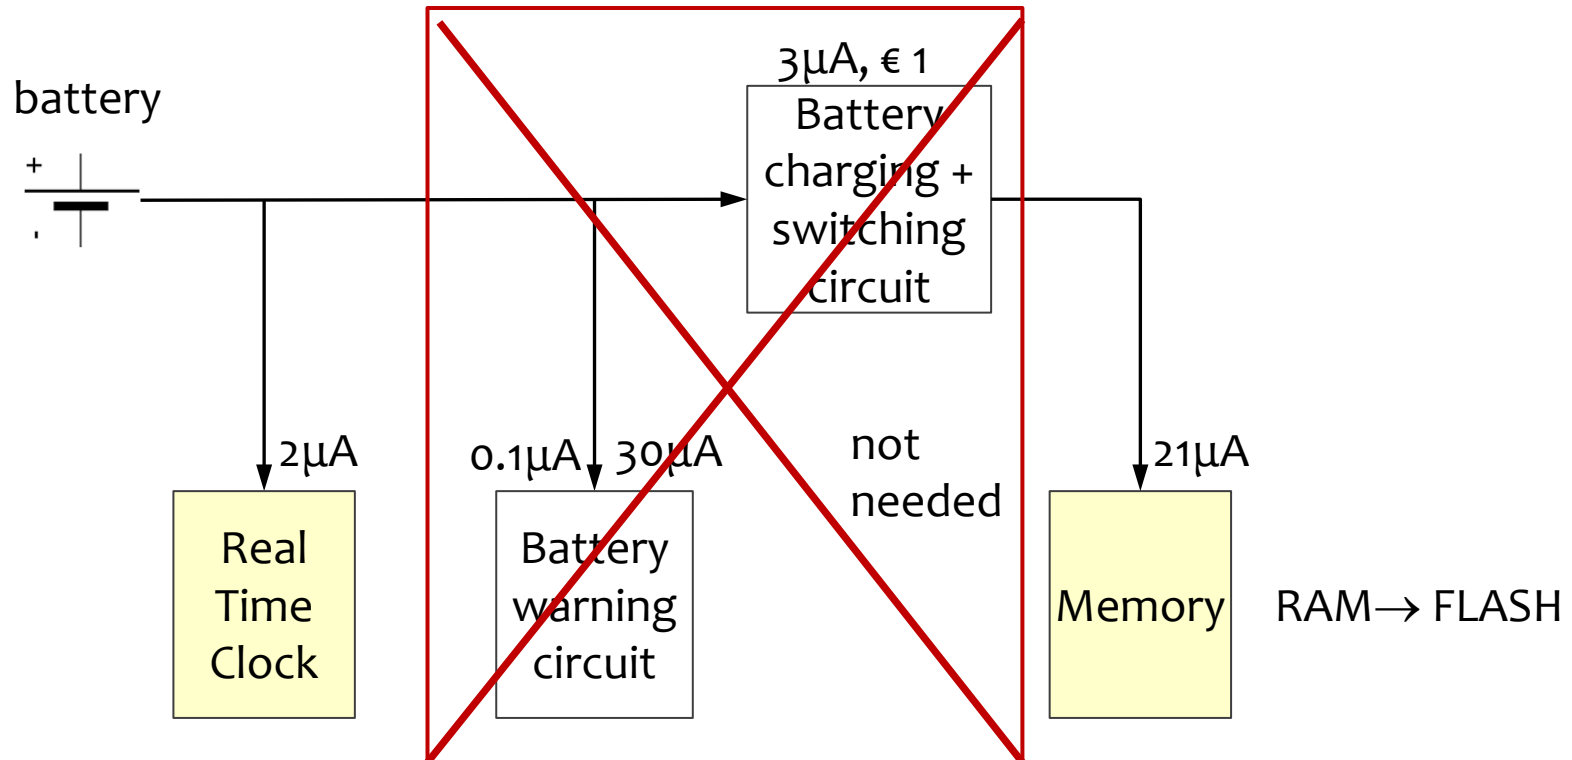 3µA, € 1
battery
+
-
Battery
charging +
switching
circuit
2µA
0.1µA 30µA
not
needed
21µA
Real
Time
Clock
Battery
warning
circuit
Memory
RAM→ FLASH